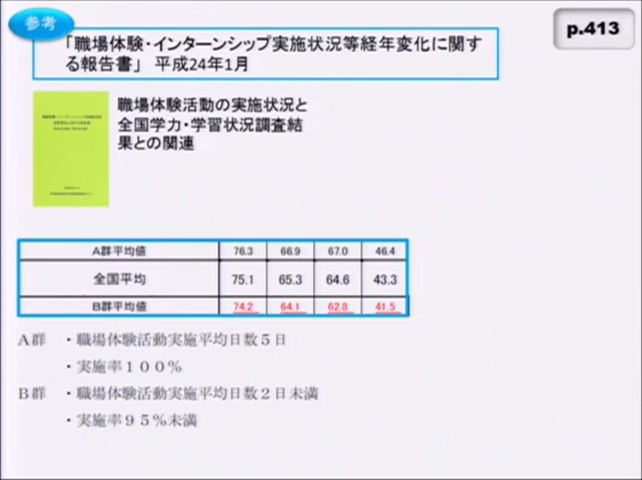 参考
p.413
「職場体験・インターンシップ実施状況等経年変化に関す
る報告書」 平成24年1月
職場体験活動の実施状況と
全国学力・学習状況調査結
果との関連
A群平均値 76.3 66.9 67.0 46.4
全国平均 75.1 65.3 64.6 43.3
B群平均値 74.2 64.1 62.8 41.5
A群 ・職場体験活動実施平均日数5日
・実施率100%
B群 ・職場体験活動実施平均日数2日未満
・実施率95%未満